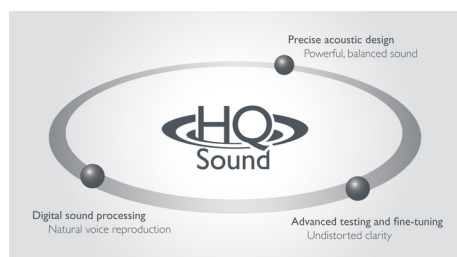 Precise acoustic design
Powerful, balanced sound
HQ
Sound
Digital sound processing
Natural voice reproduction
Advanced testing and fine-tuning
Undistorted clarity